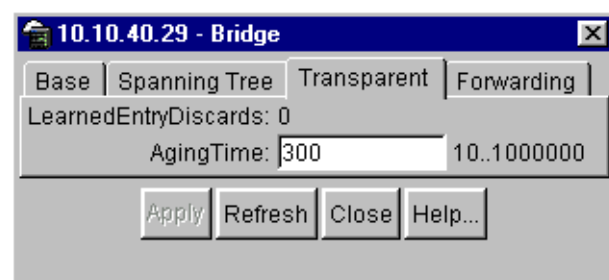 10.10.40.29 - Bridge
Base Spanning Tree Transparent Forwarding
LearnedEntryDiscards: 0
AgingTime: 300 10..1000000
Apply Refresh Close Help...